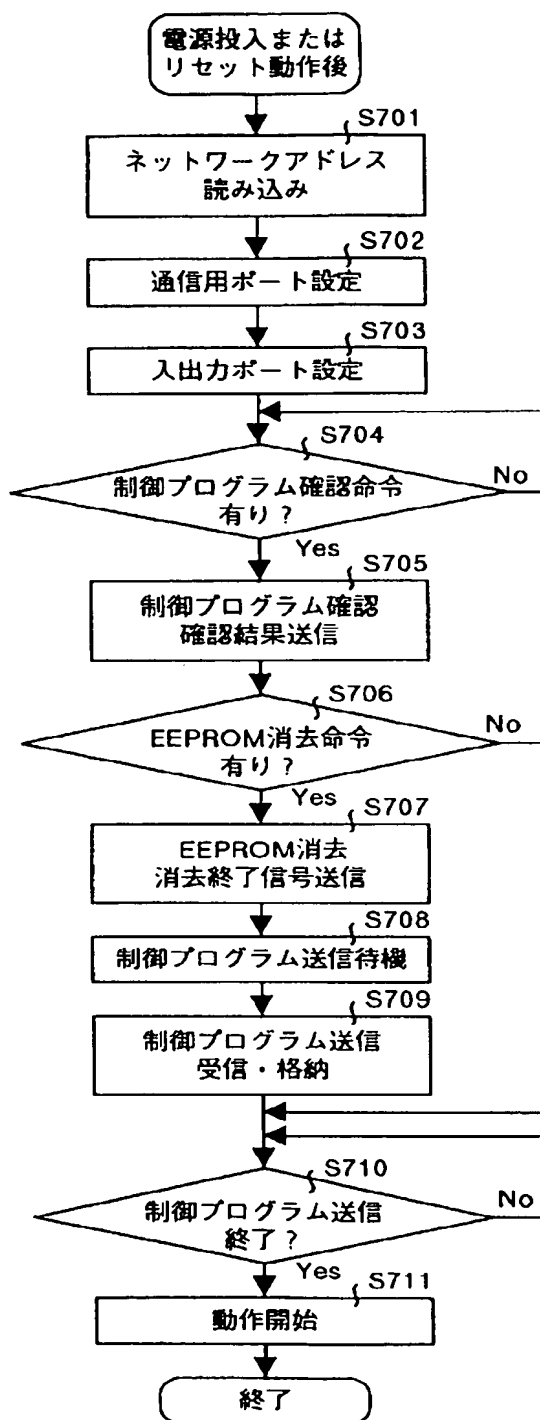 電源投入または
リセット動作後
S701
ネットワークアドレス
読み込み
S702
通信用ポート設定
S703
入出力ポート設定
S704
制御プログラム確認命令
有り？
No
Yes
S705
制御プログラム確認
確認結果送信
S706
EEPROM消去命令
有り？
No
Yes
S707
EEPROM消去
消去終了信号送信
S708
制御プログラム送信待機
S709
制御プログラム送信
受信・格納
S710
制御プログラム送信
終了？
No
Yes
S711
動作開始
終了